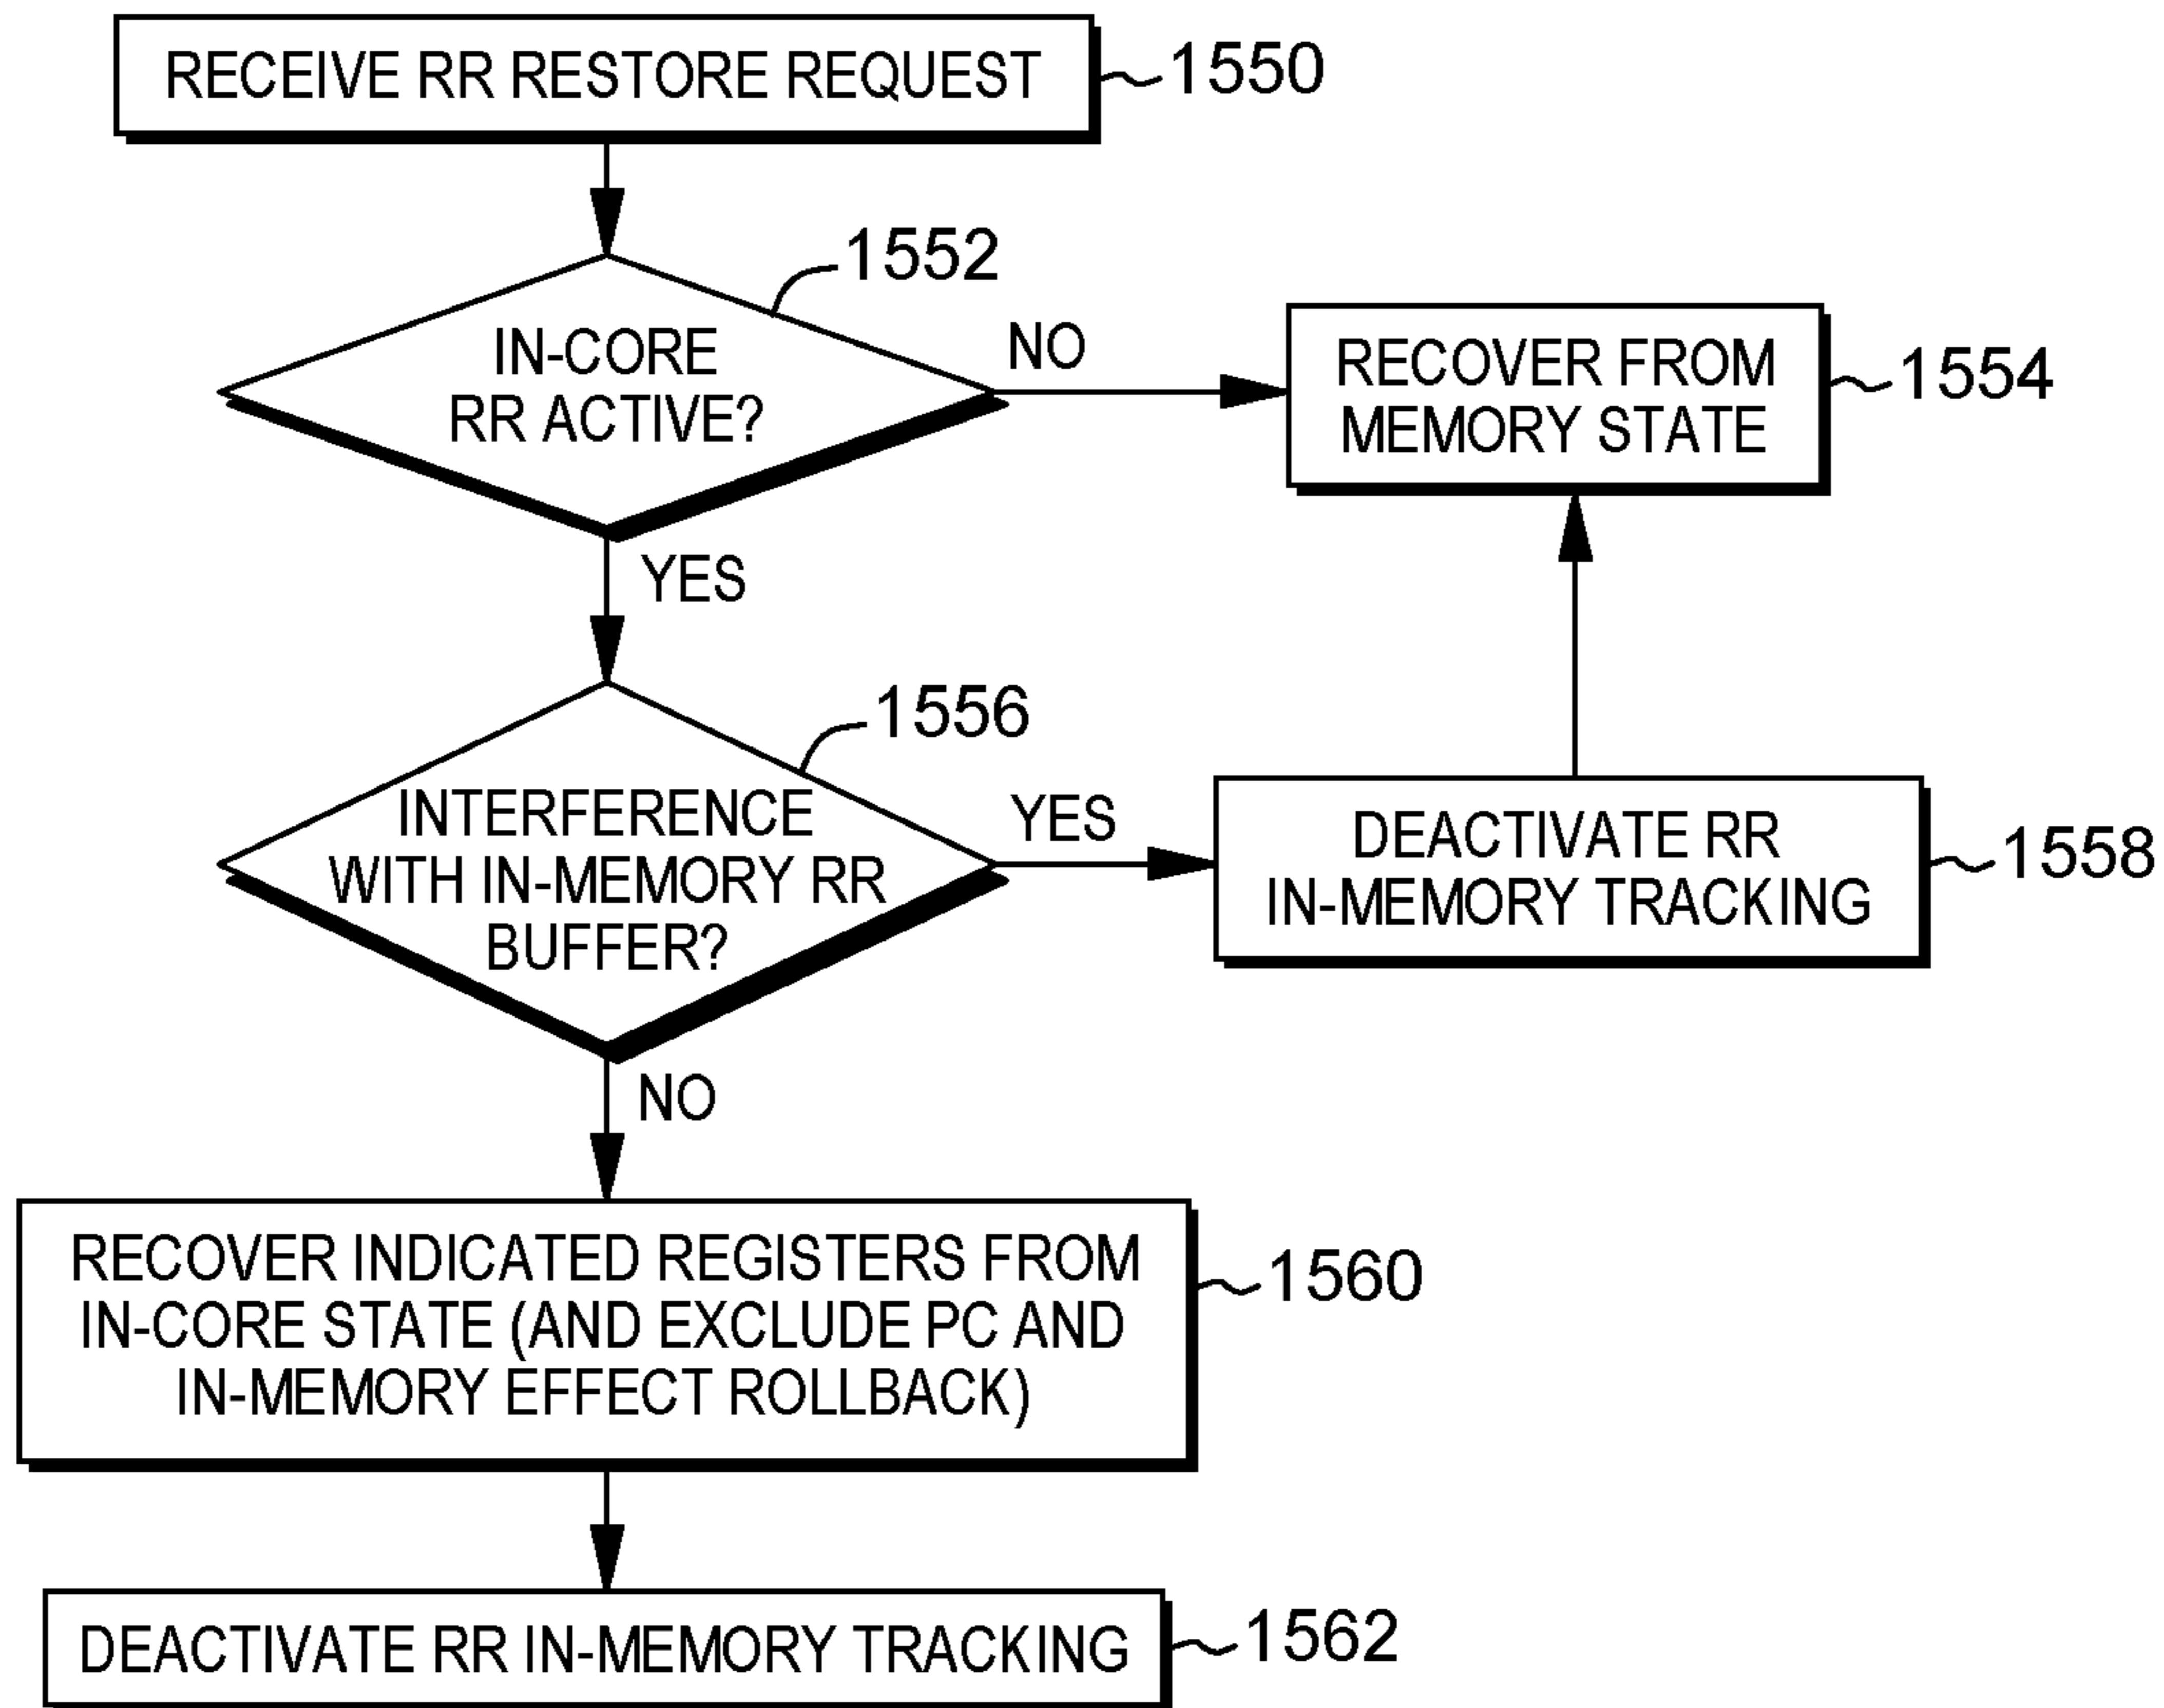 RECEIVE RR RESTORE REQUEST
1550
1552
IN-CORE
RR ACTIVE?
NO
RECOVER FROM
MEMORY STATE
1554
YES
1556
INTERFERENCE
WITH IN-MEMORY RR
BUFFER?
YES
DEACTIVATE RR
IN-MEMORY TRACKING
1558
NO
RECOVER INDICATED REGISTERS FROM
IN-CORE STATE (AND EXCLUDE PC AND
IN-MEMORY EFFECT ROLLBACK)
1560
DEACTIVATE RR IN-MEMORY TRACKING
1562